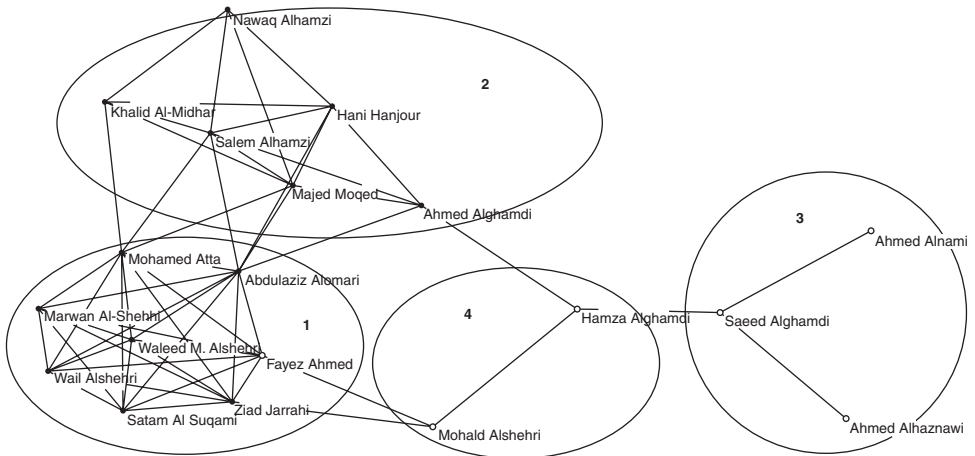 Nawaq Alhamzi
2
Khalid Al-Midhar
Hani Hanjour
Salem Alhamzi
Majed Moqed
Ahmed Alghamdi
3
Ahmed Alnami
Mohamed Atta
Abdulaziz Alomari
Marwan Al-Shehhi
1
4
Hamza Alghamdi
Saeed Alghamdi
Waleed M. Alshehri
Fayez Ahmed
Wail Alshehri
Ziad Jarrahi
Satam Al Suqami
Mohald Alshehri
Ahmed Alhaznawi